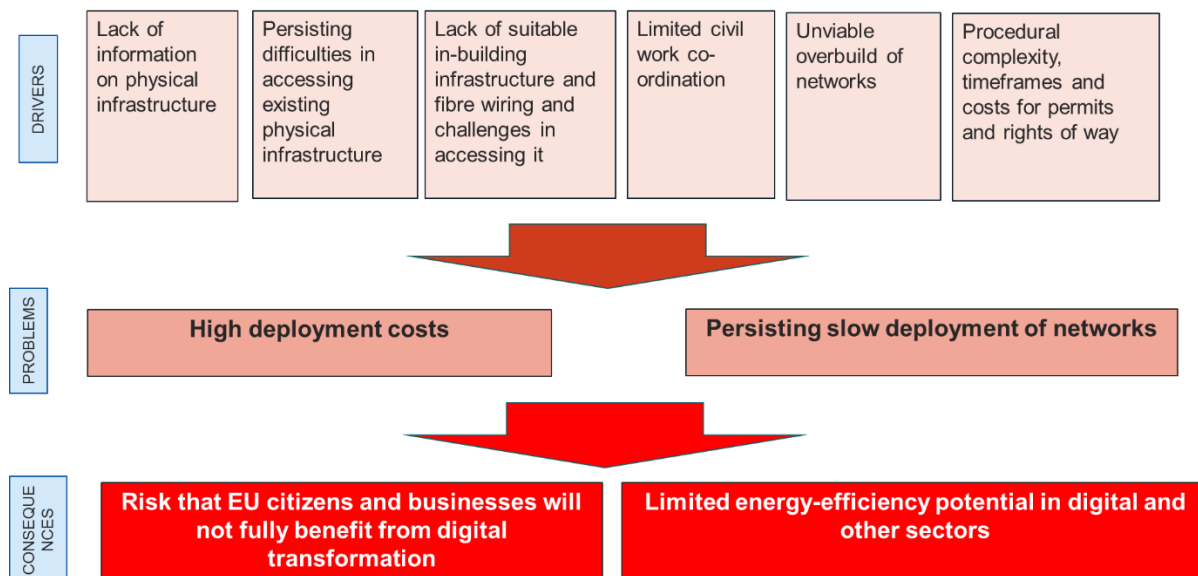 DRIVERS
Lack of
information
on physical
infrastructure
Persisting
difficulties in
accessing
existing
physical
infrastructure
Lack of suitable
in-building
infrastructure and
fibre wiring and
challenges in
accessing it
Limited civil
work co-
ordination
Unviable
overbuild of
networks
Procedural
complexity,
timeframes and
costs for permits
and rights of way
PROBLEMS
High deployment costs
Persisting slow deployment of networks
CONSEQUE
NCES
Risk that EU citizens and businesses will
not fully benefit from digital
transformation
Limited energy-efficiency potential in digital and
other sectors